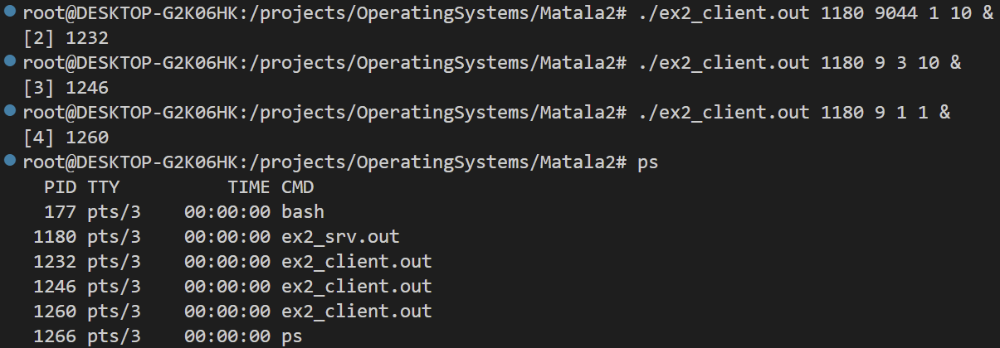 root@DESKTOP-G2K06HK:/projects/OperatingSystems/Matala2# ./ex2_client.out 1180 9044 1 10 &
[2] 1232
root@DESKTOP-G2K06HK:/projects/OperatingSystems/Matala2# ./ex2_client.out 1180 9 3 10 &
[3] 1246
root@DESKTOP-G2K06HK:/projects/OperatingSystems/Matala2# ./ex2_client.out 1180 9 1 1 &
[4] 1260
root@DESKTOP-G2K06HK:/projects/OperatingSystems/Matala2# ps
  PID TTY          TIME CMD
  177 pts/3    00:00:00 bash
 1180 pts/3    00:00:00 ex2_srv.out
 1232 pts/3    00:00:00 ex2_client.out
 1246 pts/3    00:00:00 ex2_client.out
 1260 pts/3    00:00:00 ex2_client.out
 1266 pts/3    00:00:00 ps